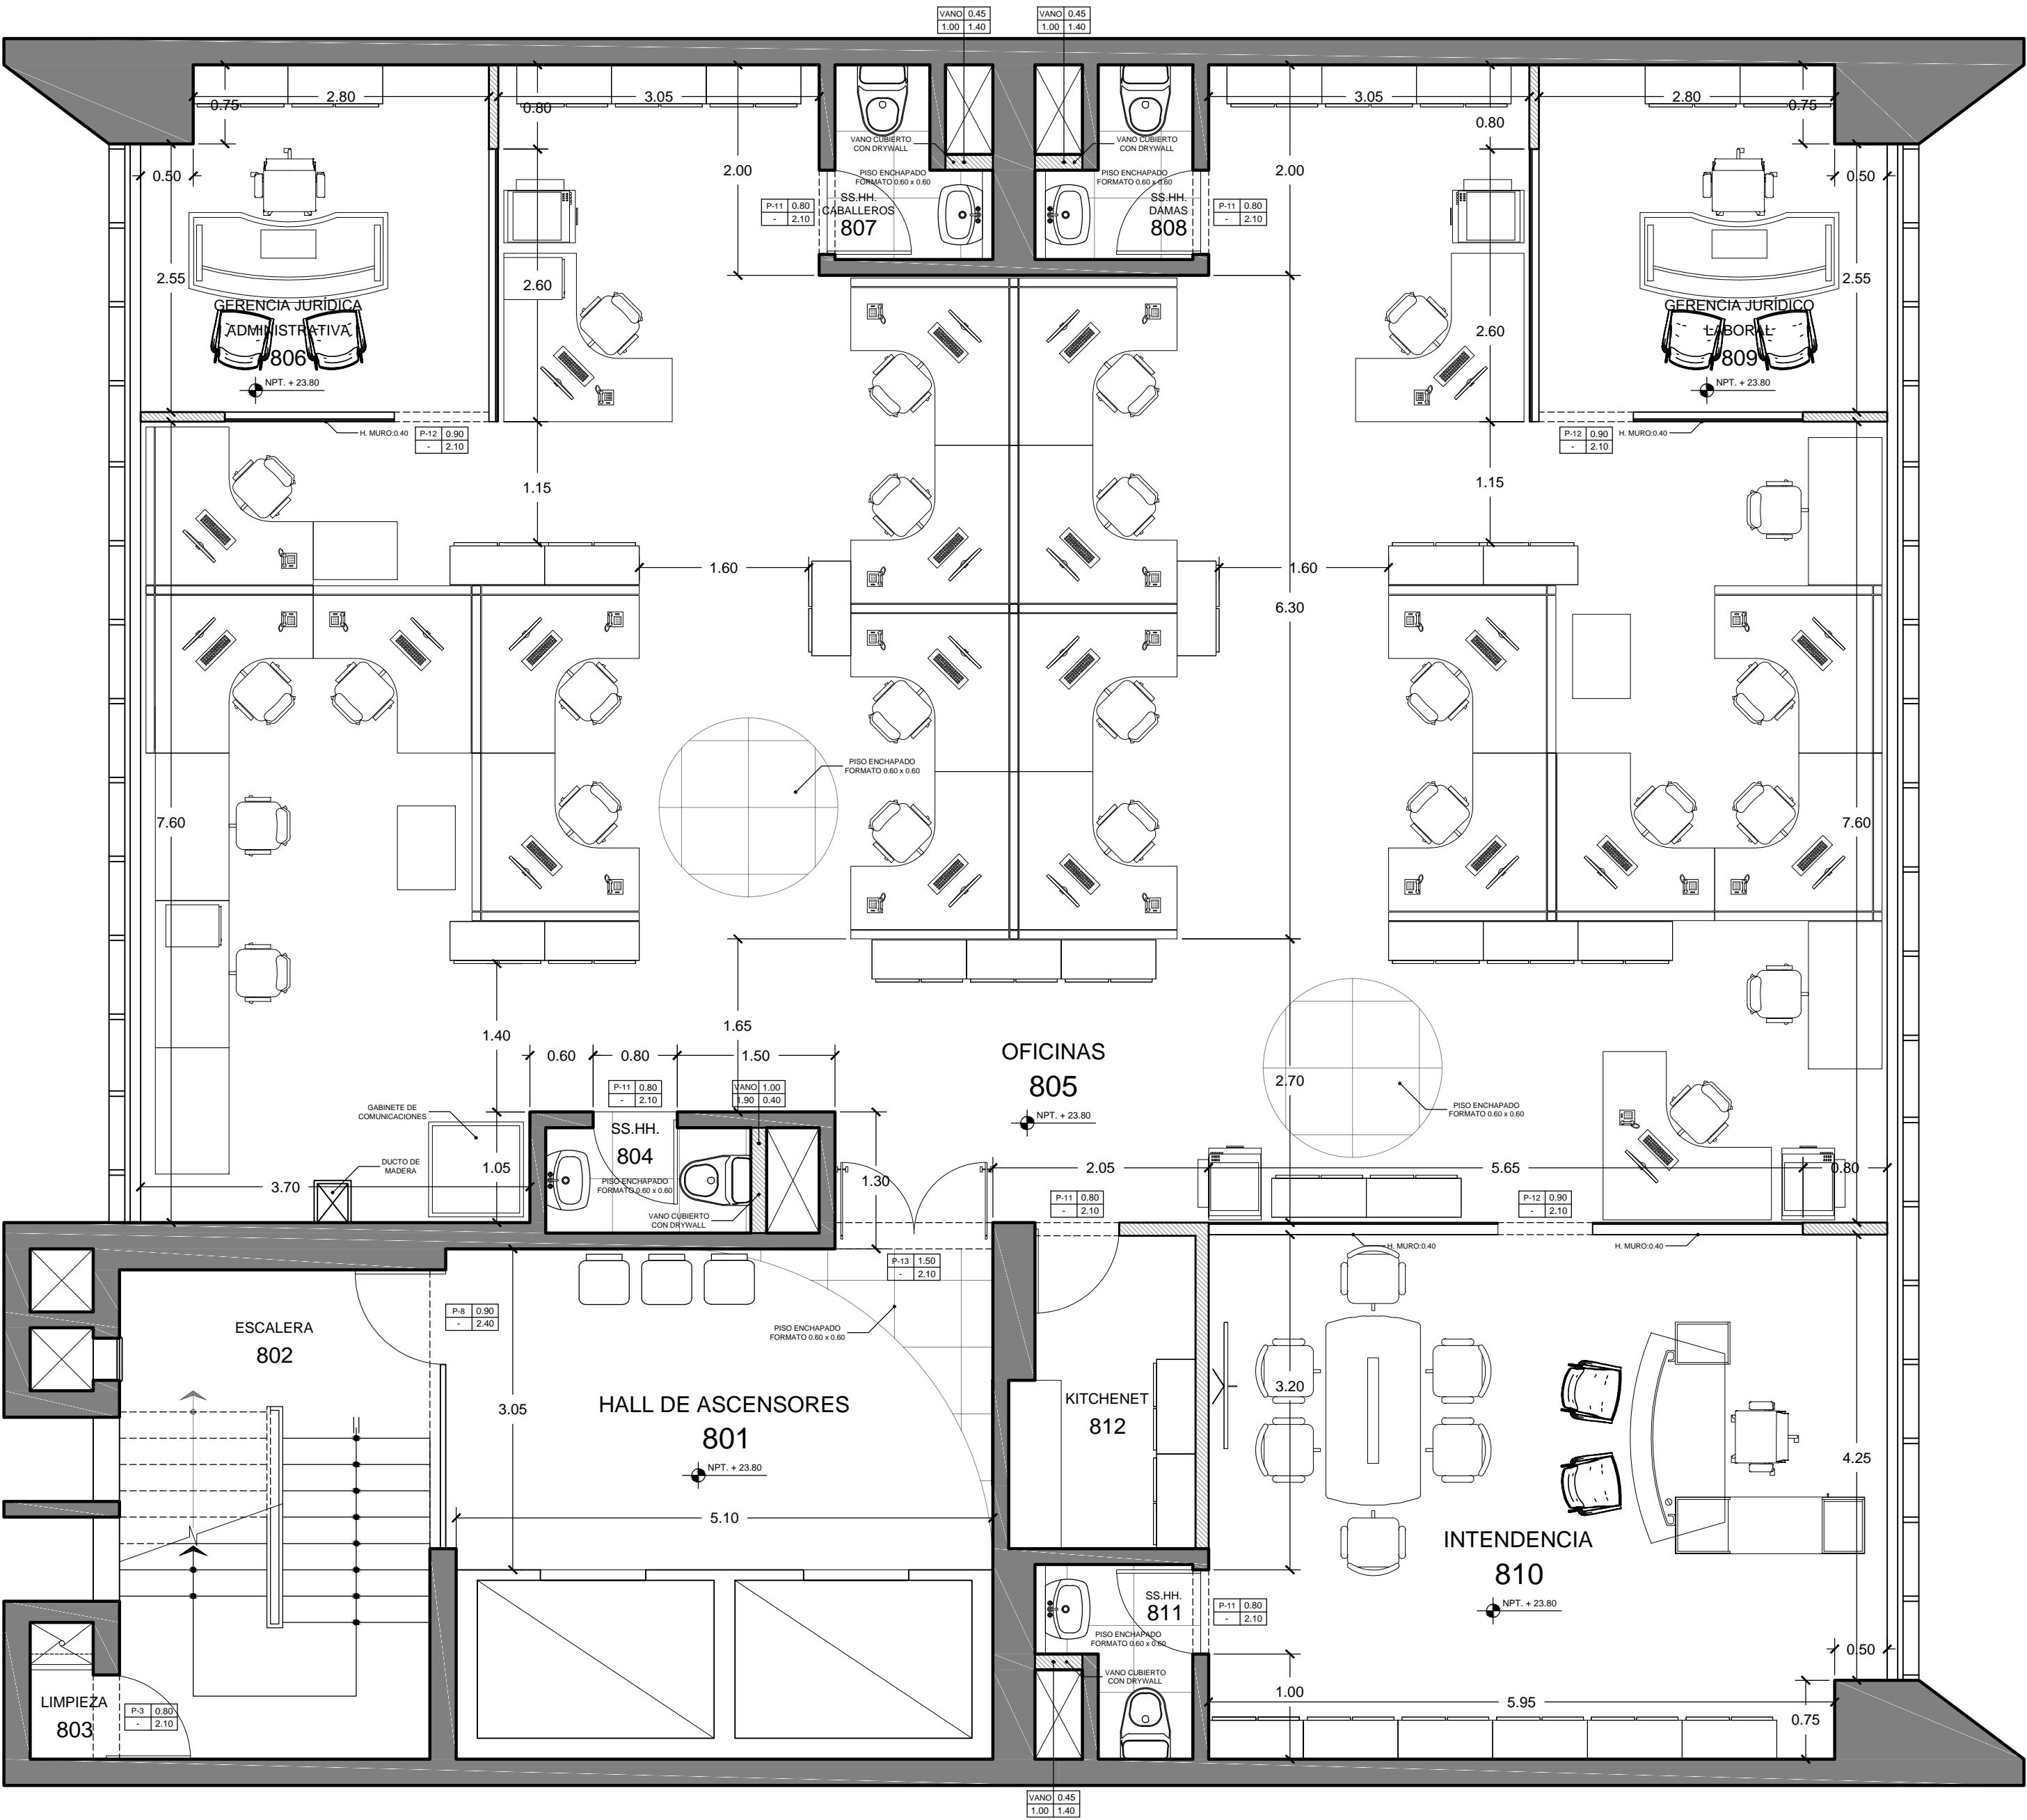 VANO 0.45
1.00 1.40
VANO 0.45
1.00 1.40
2.80
3.05
3.05
2.80
0.75
0.80
0.80
0.75
VANO CUBIERTO
CON DRYWALL
VANO CUBIERTO
CON DRYWALL
0.50
2.00
PISO ENCHAPADO
FORMATO 0.60 x 0.60
PISO ENCHAPADO
FORMATO 0.60 x 0.60
2.00
0.50
P-11 0.80
- 2.10
SS.HH.
CABALLEROS
807
SS.HH.
DAMAS
808
P-11 0.80
- 2.10
2.55
2.60
2.55
GERENCIA JURÍDICA
ADMINISTRATIVA
806
NPT. + 23.80
2.60
GERENCIA JURÍDICO
LABORAL
809
NPT. + 23.80
H. MURO:0.40
P-12 0.90
- 2.10
P-12 0.90
- 2.10
H. MURO:0.40
1.15
1.15
1.60
1.60
6.30
PISO ENCHAPADO
FORMATO 0.60 x 0.60
7.60
7.60
1.40
1.65
0.60
0.80
1.50
OFICINAS
805
NPT. + 23.80
2.70
P-11 0.80
- 2.10
VANO 1.00
1.90 0.40
GABINETE DE
COMUNICACIONES
PISO ENCHAPADO
FORMATO 0.60 x 0.60
SS.HH.
804
DUCTO DE
MADERA
1.05
PISO ENCHAPADO
FORMATO 0.60 x 0.60
1.30
2.05
5.65
0.80
3.70
VANO CUBIERTO
CON DRYWALL
P-11 0.80
- 2.10
P-12 0.90
- 2.10
H. MURO:0.40
H. MURO:0.40
P-13 1.50
- 2.10
P-8 0.90
- 2.40
ESCALERA
802
PISO ENCHAPADO
FORMATO 0.60 x 0.60
3.05
HALL DE ASCENSORES
801
NPT. + 23.80
KITCHENET
812
3.20
4.25
5.10
INTENDENCIA
810
NPT. + 23.80
SS.HH.
811
P-11 0.80
- 2.10
PISO ENCHAPADO
FORMATO 0.60 x 0.60
0.50
VANO CUBIERTO
CON DRYWALL
1.00
5.95
0.75
LIMPIEZA
803
P-3 0.80
- 2.10
VANO 0.45
1.00 1.40